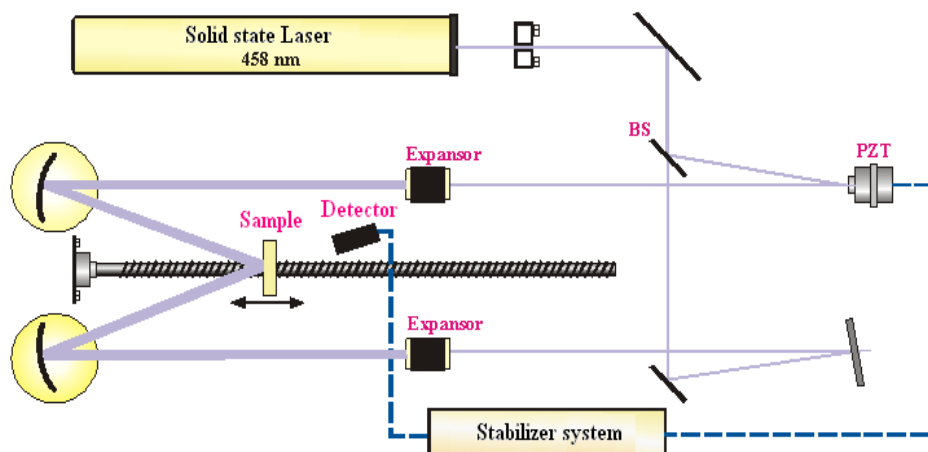 Solid state Laser
458 nm
BS
PZT
Expansor
Sample
Detector
Expansor
Stabilizer system